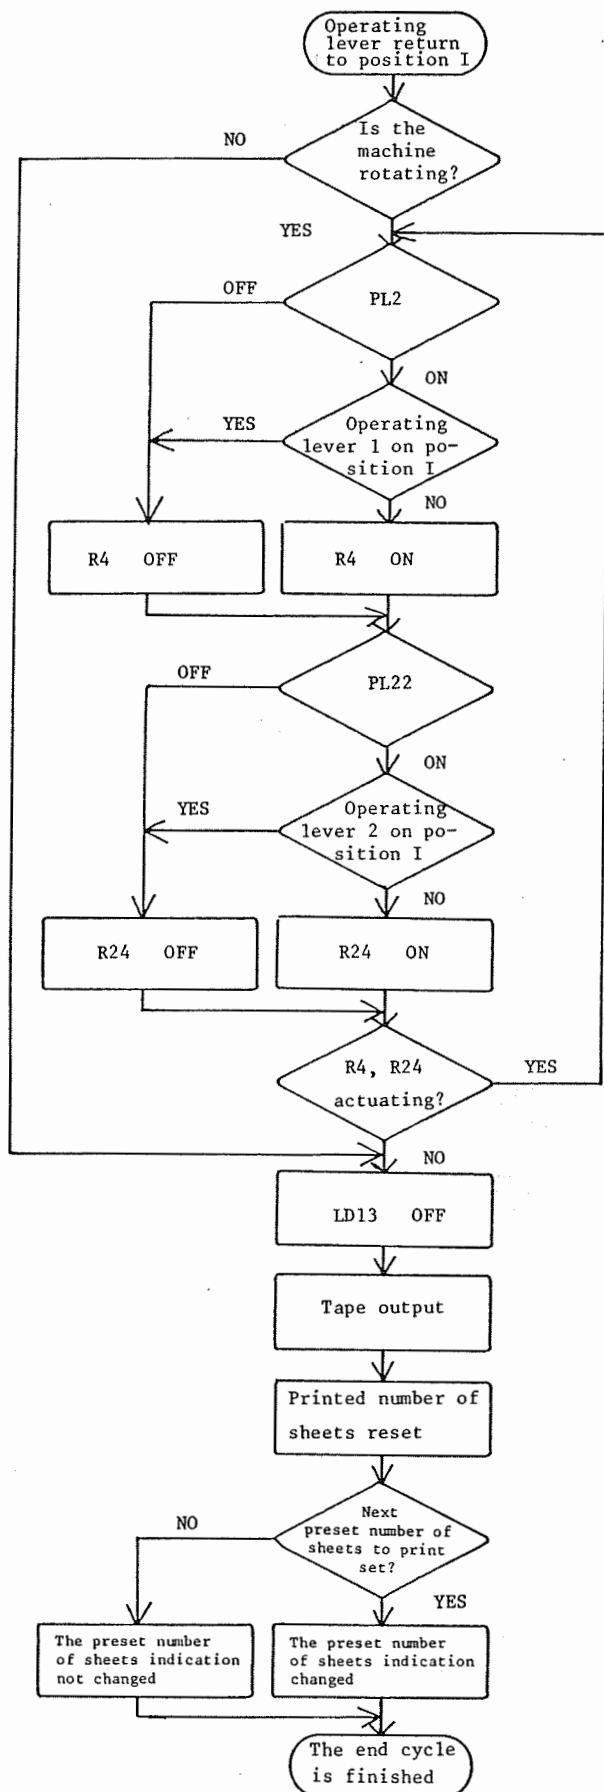 Operating
lever return
to position I
NO
Is the
machine
rotating?
YES
OFF
PL2
ON
YES
Operating
lever 1 on po-
sition I
NO
R4 OFF
R4 ON
OFF
PL22
ON
YES
Operating
lever 2 on po-
sition I
NO
R24 OFF
R24 ON
R4, R24
actuating?
YES
NO
LD13 OFF
Tape output
Printed number of
sheets reset
Next
preset number of
sheets to print
set?
NO
YES
The preset number
of sheets indication
not changed
The preset number
of sheets indication
changed
The end cycle
is finished